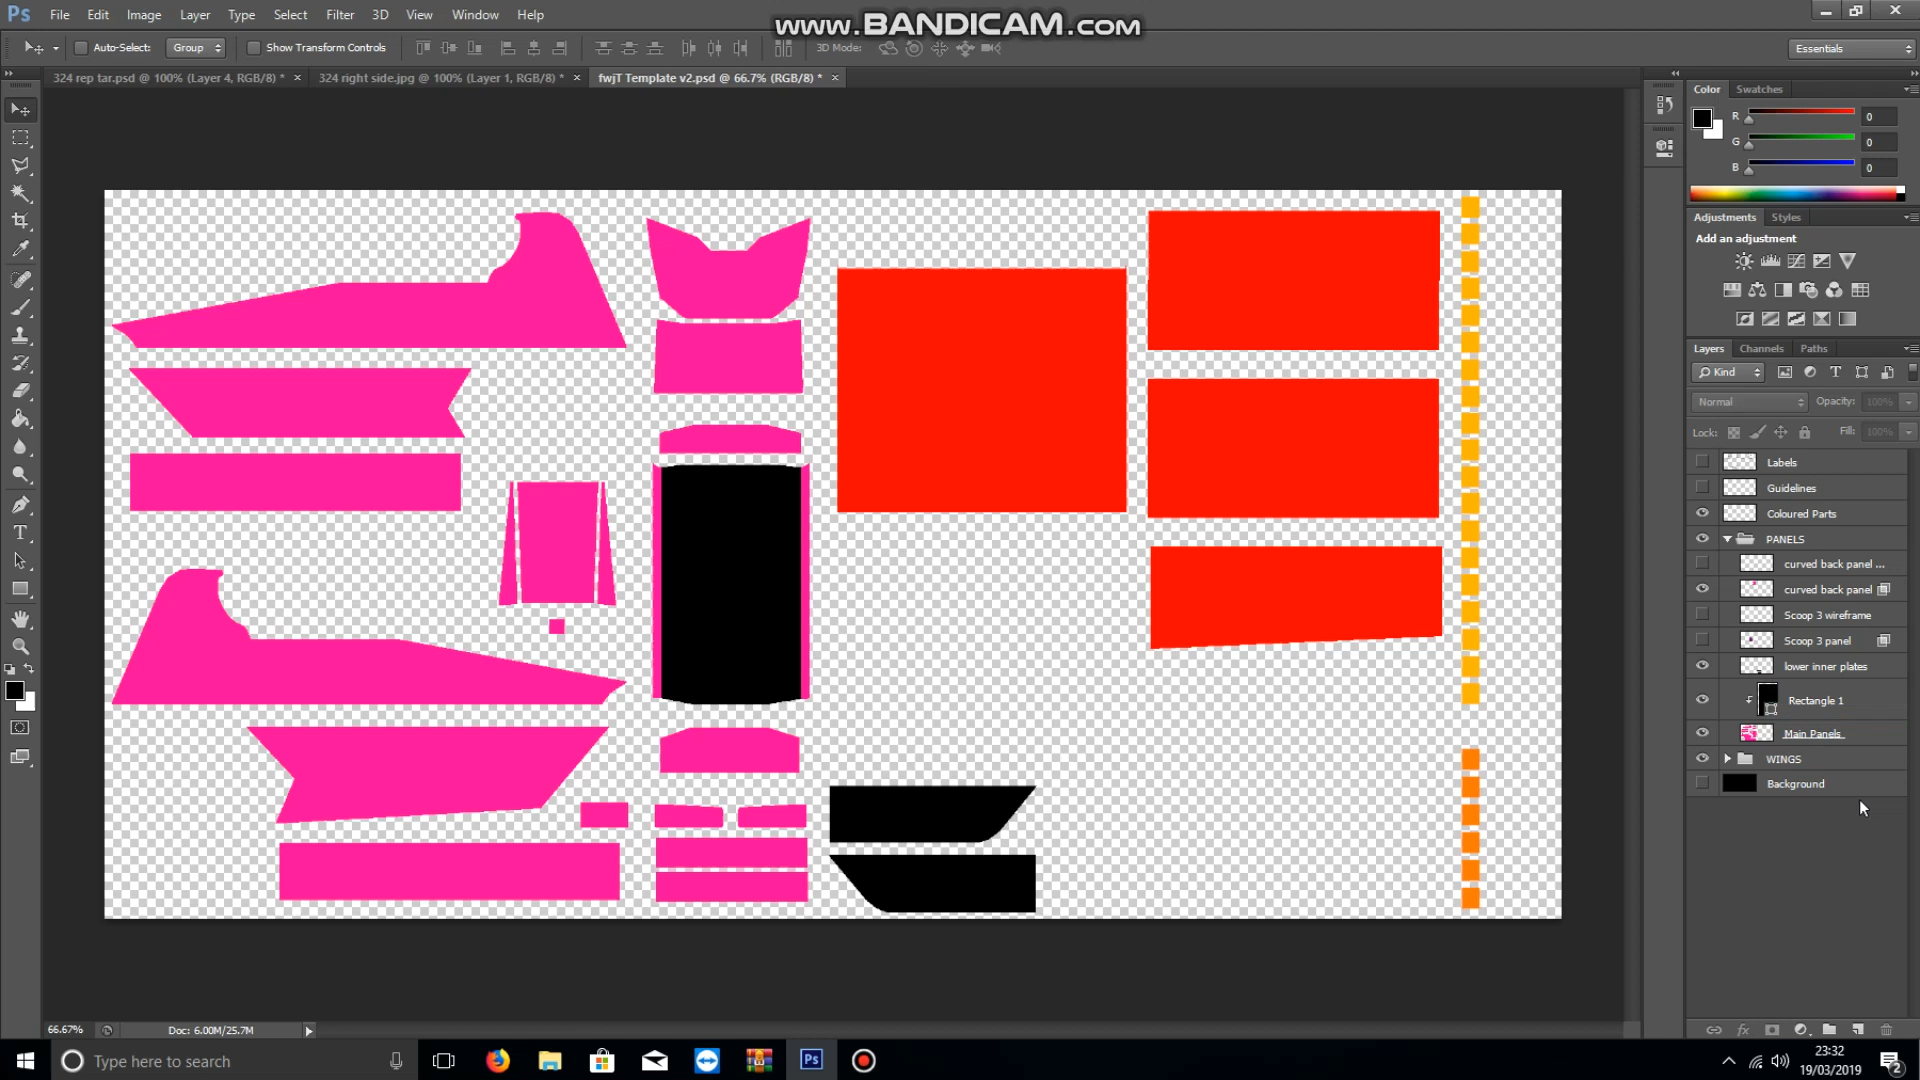 Ps File Edit Image Layer Type Select Filter 3D View Window Help
www.BANDICAM.com
Auto-Select: Group Show Transform Controls 3D Mode: Essentials
324 rep tar.psd @ 100% (Layer 4, RGB/8) * × 324 right side.jpg @ 100% (Layer 1, RGB/8) * × fwjT Template v2.psd @ 66.7% (RGB/8) * ×
Color Swatches
R 0
G 0
B 0
Adjustments Styles
Add an adjustment
Layers Channels Paths
Kind
Normal Opacity: 100%
Lock: Fill: 100%
Labels
Guidelines
Coloured Parts
PANELS
curved back panel ...
curved back panel
Scoop 3 wireframe
Scoop 3 panel
lower inner plates
Rectangle 1
Main Panels
WINGS
Background
66.67% Doc: 6.00M/25.7M
Type here to search
Ps
23:32
19/03/2019
2